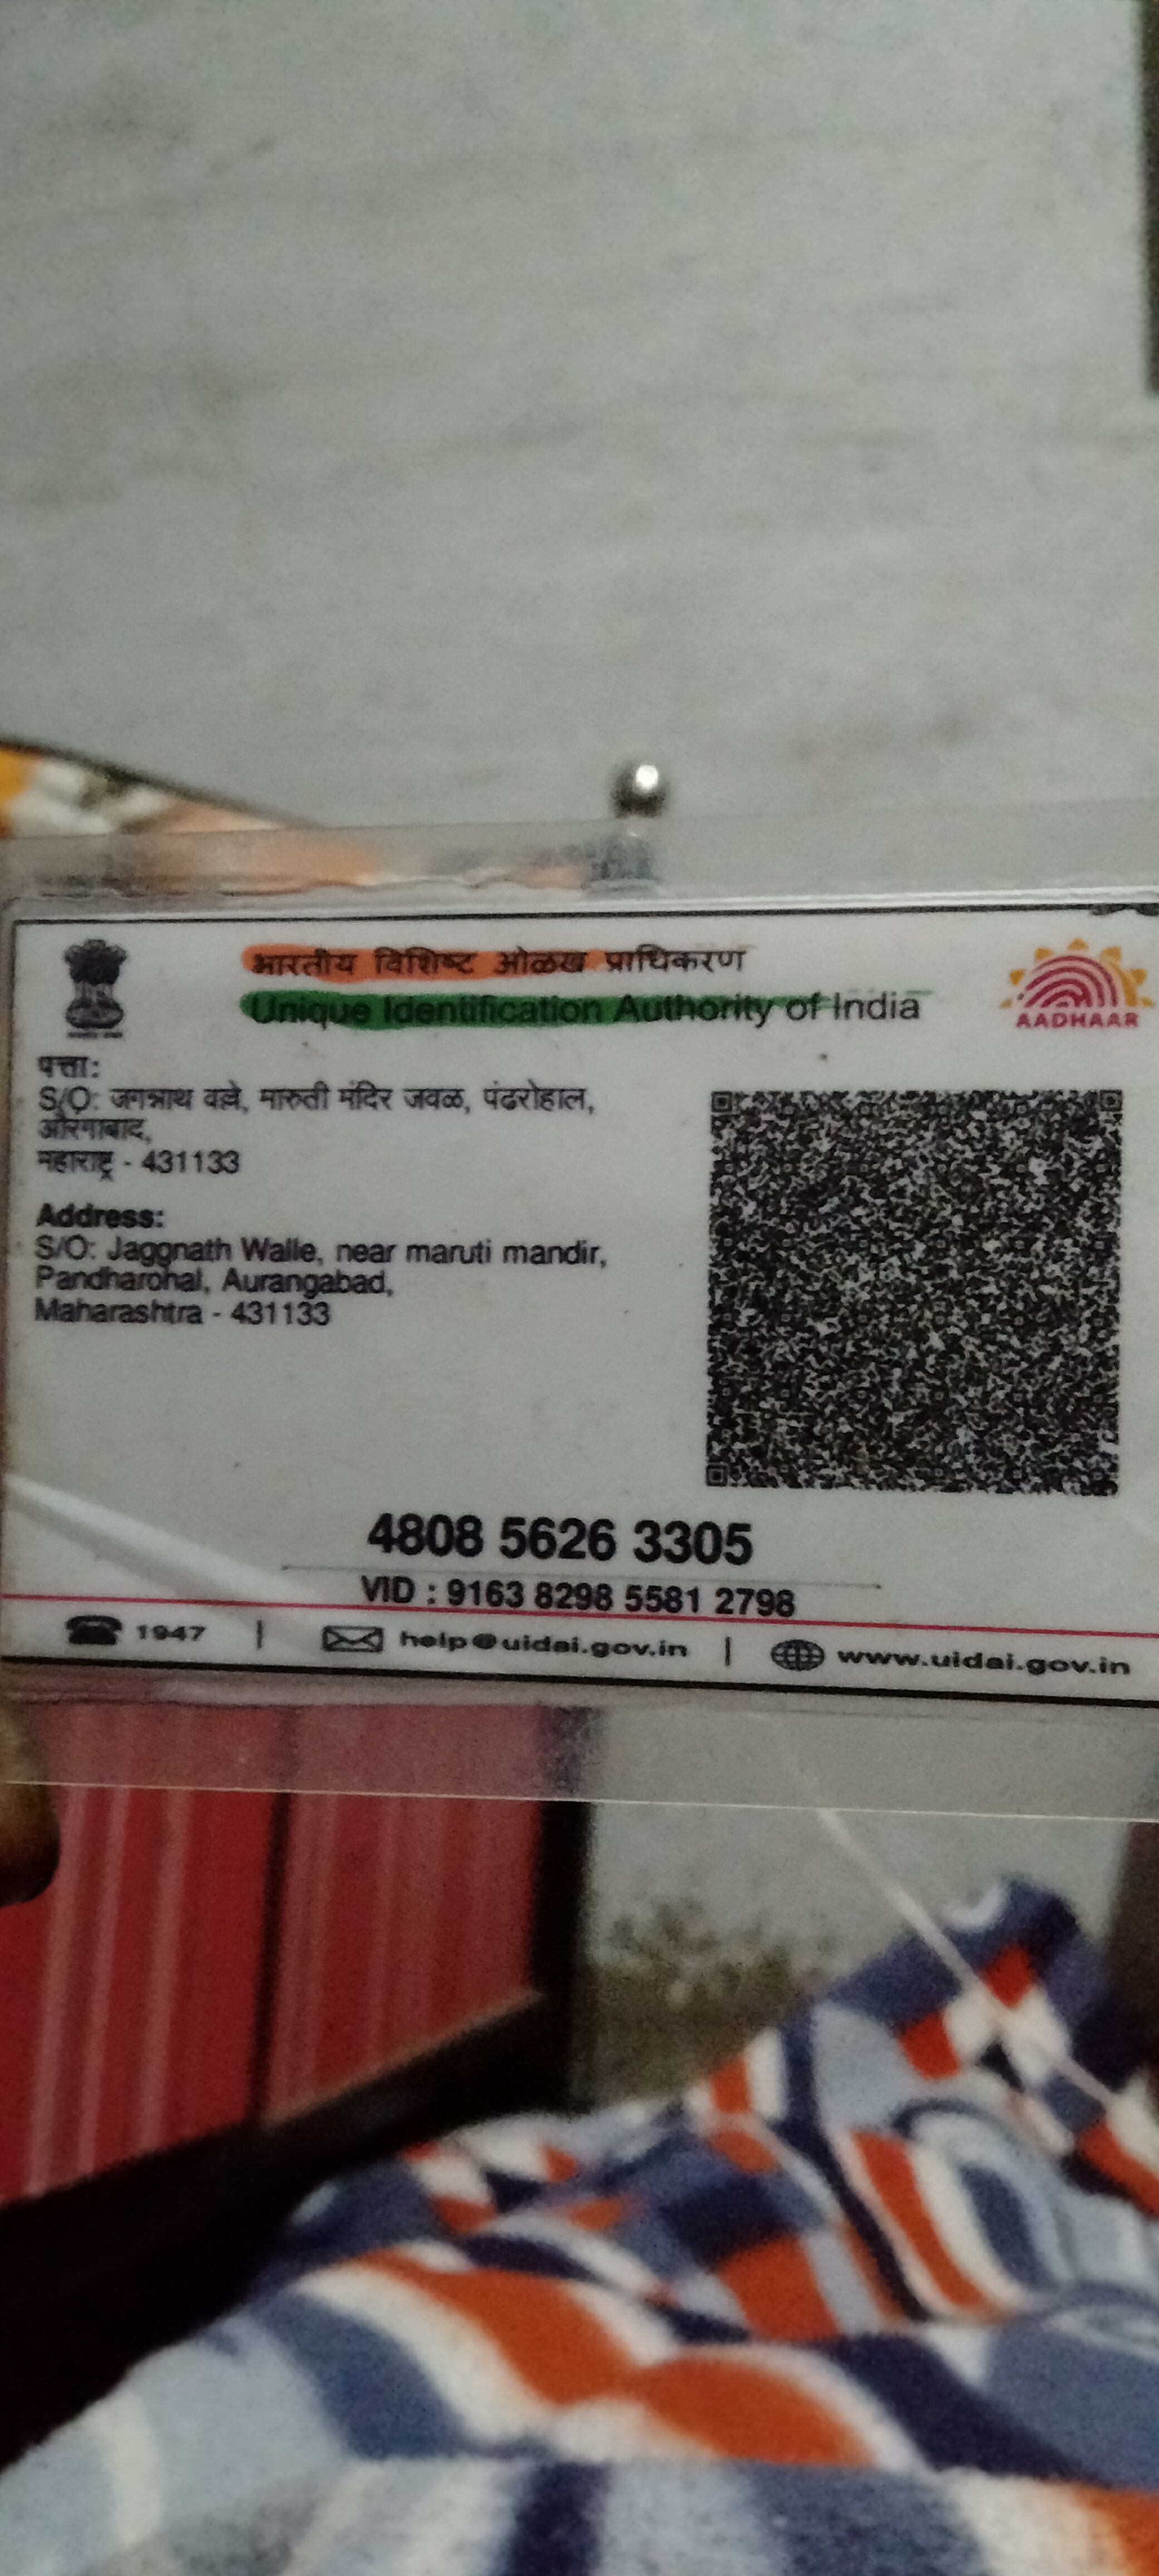 भारतीय विशिष्ट ओळख प्राधिकरण
Unique Identification Authority of India
AADHAAR
पत्ता:
S/O: जगन्नाथ वल्ले, मारुती मंदिर जवळ, पंढरोहाल,
औरंगाबाद,
महाराष्ट्र - 431133
Address:
S/O: Jaggnath Walle, near maruti mandir,
Pandharohal, Aurangabad,
Maharashtra - 431133
4808 5626 3305
VID : 9163 8298 5581 2798
1947 | help@uidai.gov.in | www.uidai.gov.in